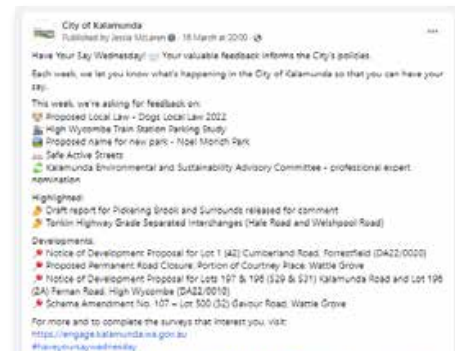 City of Kalamunda
Published by Jessie McLaren · 16 March at 20:00 ·
Have Your Say Wednesday! Your valuable feedback informs the City's policies.
Each week, we let you know what's happening in the City of Kalamunda so that you can have your
say.
This week, we're asking for feedback on:
Proposed Local Law - Dogs Local Law 2022
High Wycombe Train Station Parking Study
Proposed name for new park - Noel Morich Park
Safe Active Streets
Kalamunda Environmental and Sustainability Advisory Committee - professional expert
nomination
Highlighted:
Draft report for Pickering Brook and Surrounds released for comment
Tonkin Highway Grade Separated Interchanges (Hale Road and Welshpool Road)
Developments:
Notice of Development Proposal for Lot 1 (42) Cumberland Road, Forrestfield (DA22/0020)
Proposed Permanent Road Closure: Portion of Courtney Place, Wattle Grove
Notice of Development Proposal for Lots 197 & 198 (529 & 531) Kalamunda Road and Lot 196
(2A) Fernan Road, High Wycombe (DA22/0010)
Scheme Amendment No. 107 – Lot 500 (32) Gavour Road, Wattle Grove
For more and to complete the surveys that interest you, visit:
https://engage.kalamunda.wa.gov.au
#haveyoursaywednesday